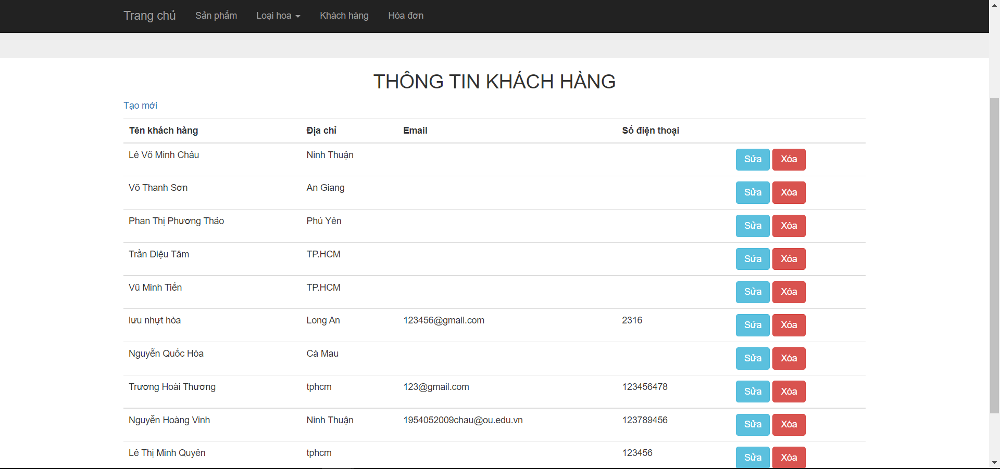 Trang chủ Sản phẩm Loại hoa Khách hàng Hóa đơn
THÔNG TIN KHÁCH HÀNG
Tạo mới
Tên khách hàng Địa chỉ Email Số điện thoại
Lê Võ Minh Châu Ninh Thuận Sửa Xóa
Võ Thanh Sơn An Giang Sửa Xóa
Phan Thị Phương Thảo Phú Yên Sửa Xóa
Trần Diệu Tâm TP.HCM Sửa Xóa
Vũ Minh Tiến TP.HCM Sửa Xóa
lưu nhựt hòa Long An 123456@gmail.com 2316 Sửa Xóa
Nguyễn Quốc Hòa Cà Mau Sửa Xóa
Trương Hoài Thương tphcm 123@gmail.com 123456478 Sửa Xóa
Nguyễn Hoàng Vinh Ninh Thuận 1954052009chau@ou.edu.vn 123789456 Sửa Xóa
Lê Thị Minh Quyên tphcm 123456 Sửa Xóa